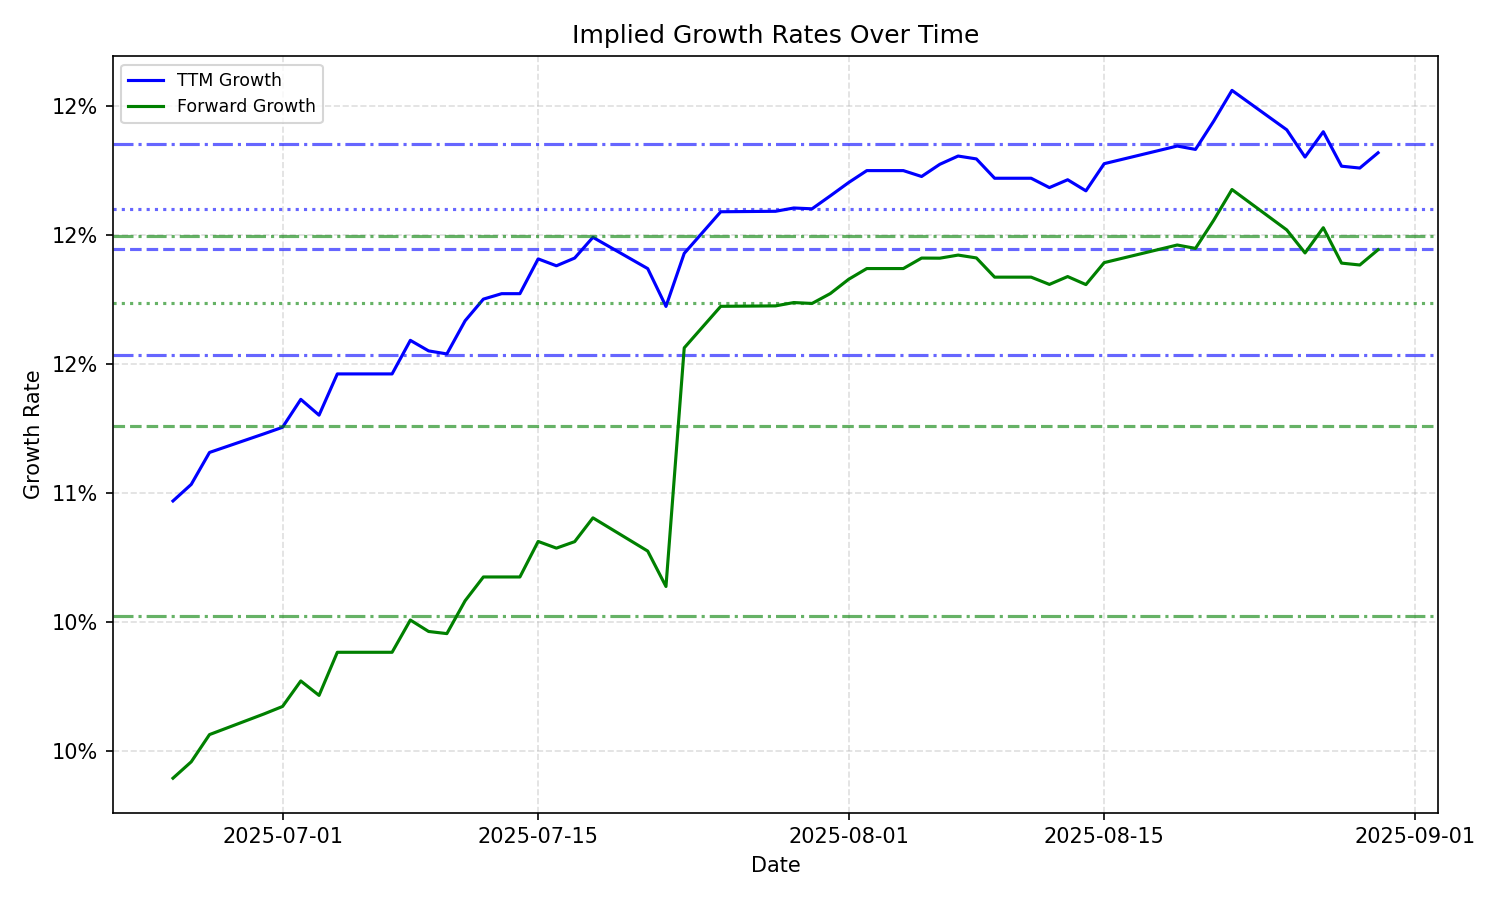 Implied Growth Rates Over Time
TTM Growth
Forward Growth
12%
12%
12%
11%
10%
10%
Growth Rate
2025-07-01
2025-07-15
2025-08-01
2025-08-15
2025-09-01
Date